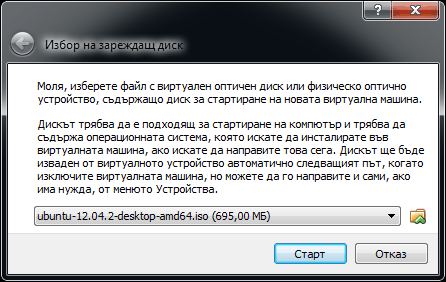 Избор на зареждащ диск
Моля, изберете файл с виртуален оптичен диск или физическо оптично
устройство, съдържащо диск за стартиране на новата виртуална машина.
Дискът трябва да е подходящ за стартиране на компютър и трябва да
съдържа операционната система, която искате да инсталирате във
виртуалната машина, ако искате да направите това сега. Дискът ще бъде
изваден от виртуалното устройство автоматично следващият път, когато
изключите виртуалната машина, но можете да го направите и сами, ако
има нужда, от менюто Устройства.
ubuntu-12.04.2-desktop-amd64.iso (695,00 МБ)
Старт
Отказ